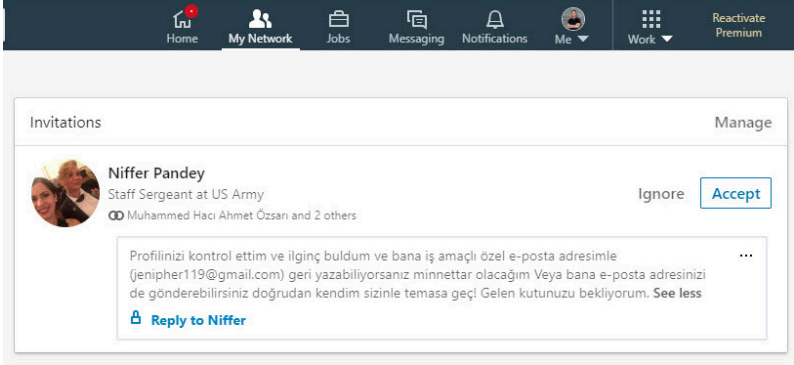 Home
My Network
Jobs
Messaging
Notifications
Me
Work
Reactivate
Premium
Invitations
Manage
Niffer Pandey
Staff Sergeant at US Army
Muhammed Hacı Ahmet Özsarı and 2 others
Ignore
Accept
Profilinizi kontrol ettim ve ilginç buldum ve bana iş amaçlı özel e-posta adresimle
(jenipher119@gmail.com) geri yazabiliyorsanız minnettar olacağım Veya bana e-posta adresinizi
de gönderebilirsiniz doğrudan kendim sizinle temasa geç! Gelen kutunuzu bekliyorum. See less
Reply to Niffer